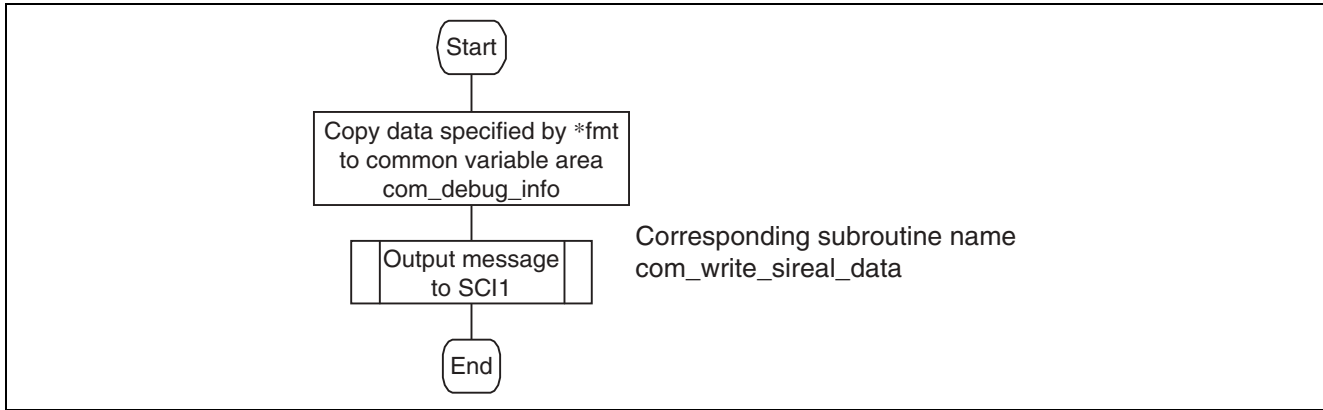 Start
Copy data specified by *fmt
to common variable area
com_debug_info
Output message
to SCI1
Corresponding subroutine name
com_write_sireal_data
End